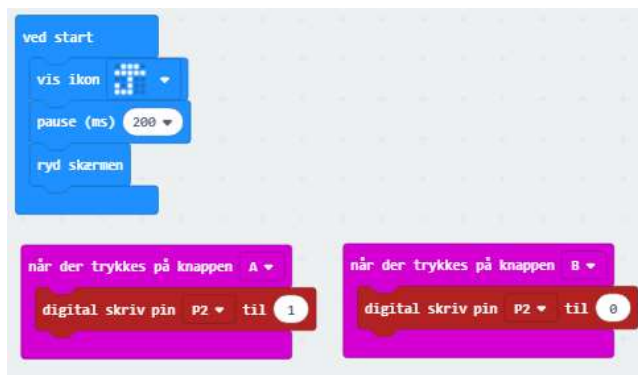 ved start
vis ikon
pause (ms) 200
ryd skærmen
når der trykkes på knappen A
når der trykkes på knappen B
digital skriv pin P2 til 1
digital skriv pin P2 til 0